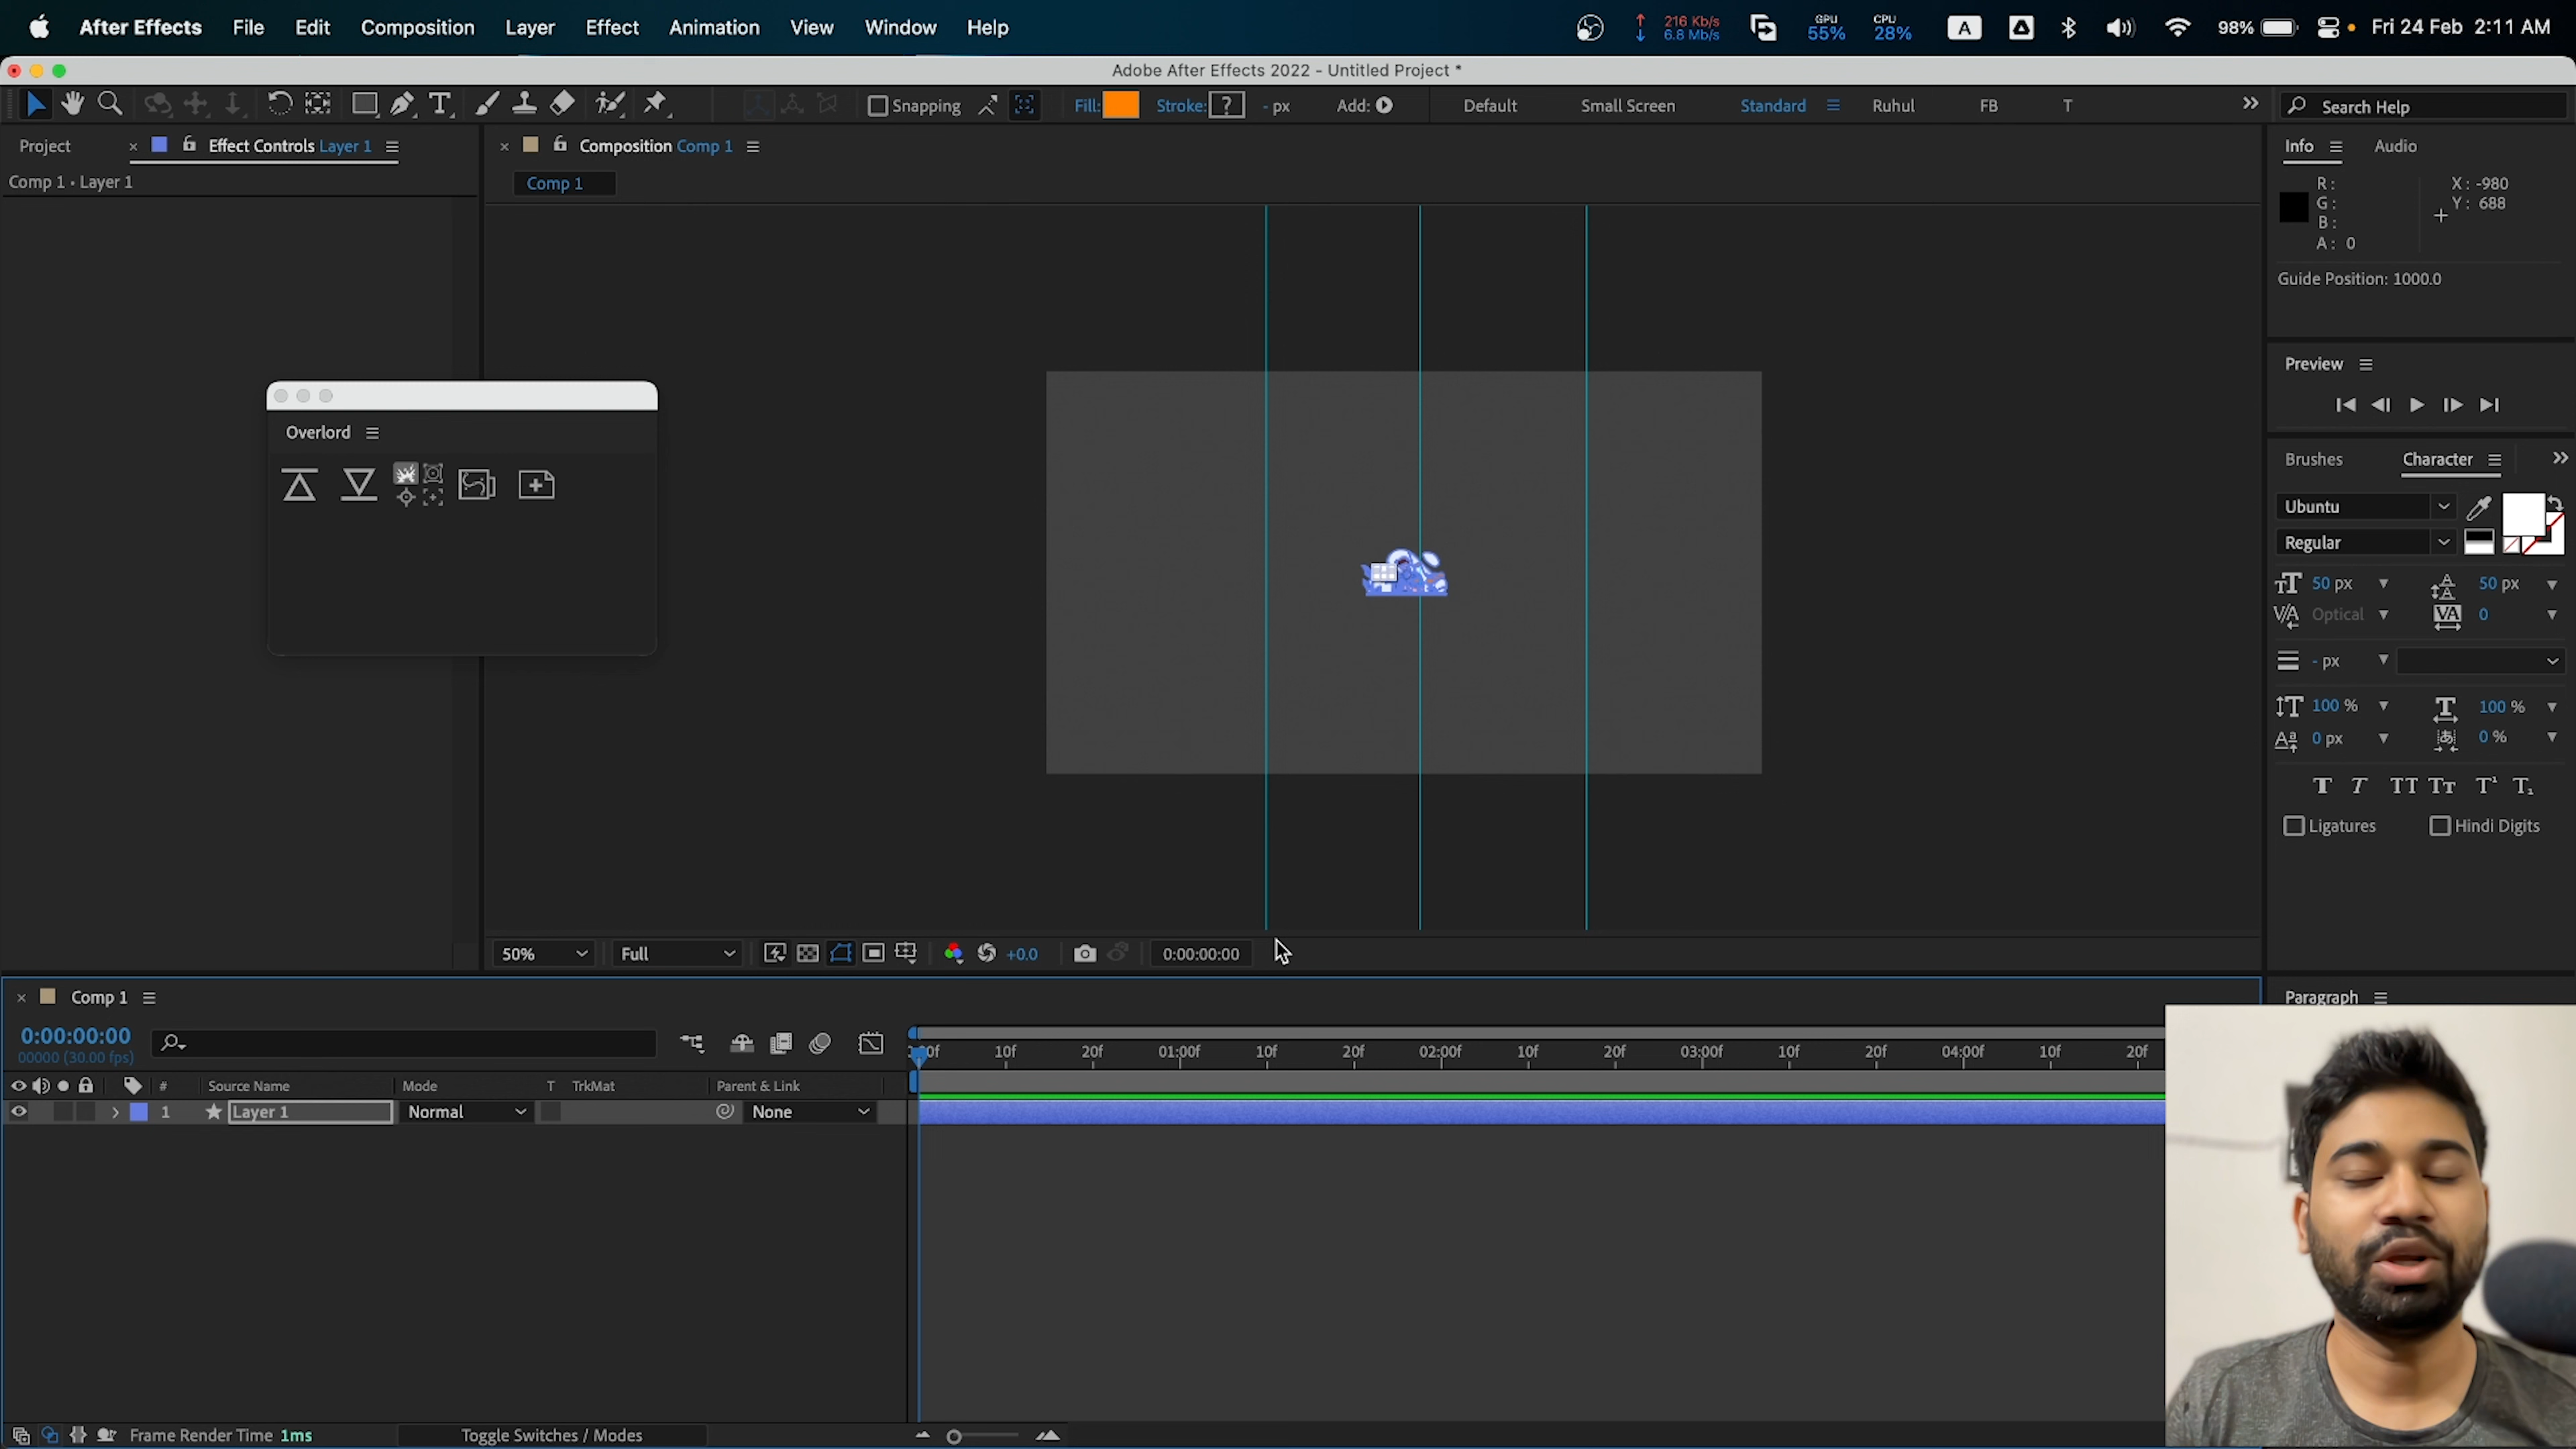 After Effects File Edit Composition Layer Effect Animation View Window Help
216 Kb/s
6.8 Mb/s
GPU
55%
CPU
28%
A
98%
Fri 24 Feb 2:11 AM
Adobe After Effects 2022 - Untitled Project *
Snapping
Fill:
Stroke: ? - px
Add:
Default Small Screen Standard Ruhul FB T
Search Help
Project
Effect Controls Layer 1
Composition Comp 1
Info Audio
Comp 1 • Layer 1
Comp 1
R :
G :
B :
A : 0
X : -980
Y : 688
Guide Position: 1000.0
Preview
Overlord
Brushes Character
Ubuntu
Regular
50 px 50 px
Optical 0
- px
100 % 100 %
0 px 0 %
Ligatures Hindi Digits
50% Full +0.0 0:00:00:00
Comp 1
Paragraph
0:00:00:00
00000 (30.00 fps)
10f 20f 01:00f 10f 20f 02:00f 10f 20f 03:00f 10f 20f 04:00f 10f 20f
# Source Name Mode T TrkMat Parent & Link
1 Layer 1 Normal None
Frame Render Time 1ms
Toggle Switches / Modes